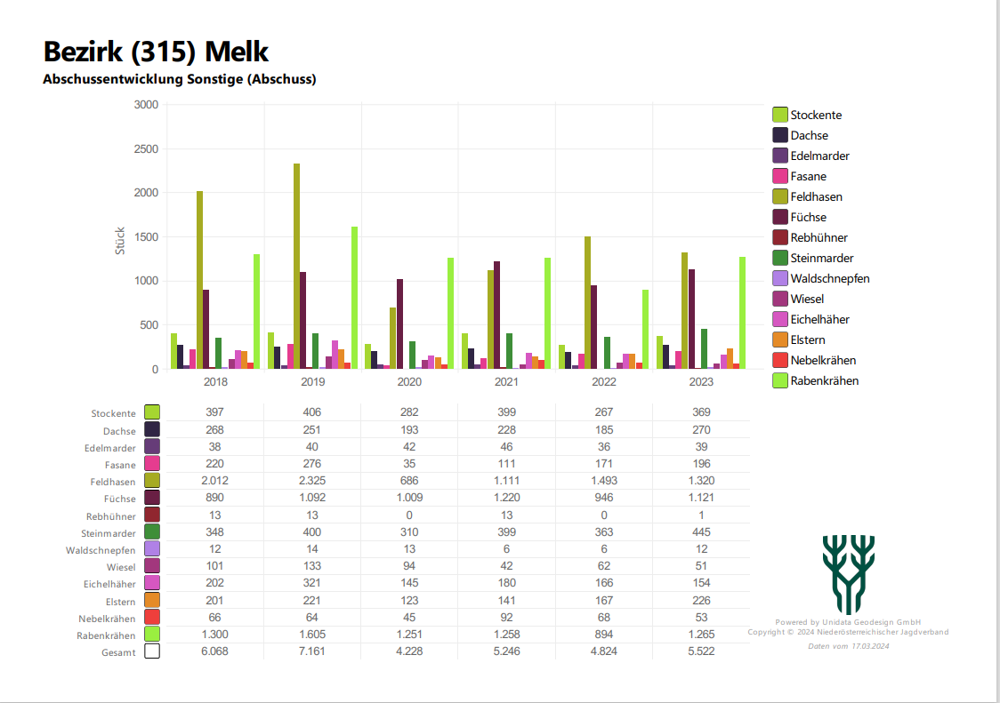 Bezirk (315) Melk
Abschussentwicklung Sonstige (Abschuss)
3000
2500
2000
1500
1000
500
0
Stück
2018 2019 2020 2021 2022 2023
Stockente
Dachse
Edelmarder
Fasane
Feldhasen
Füchse
Rebhühner
Steinmarder
Waldschnepfen
Wiesel
Eichelhäher
Elstern
Nebelkrähen
Rabenkrähen
Stockente 397 406 282 399 267 369
Dachse 268 251 193 228 185 270
Edelmarder 38 40 42 46 36 39
Fasane 220 276 35 111 171 196
Feldhasen 2.012 2.325 686 1.111 1.493 1.320
Füchse 890 1.092 1.009 1.220 946 1.121
Rebhühner 13 13 0 13 0 1
Steinmarder 348 400 310 399 363 445
Waldschnepfen 12 14 13 6 6 12
Wiesel 101 133 94 42 62 51
Eichelhäher 202 321 145 180 166 154
Elstern 201 221 123 141 167 226
Nebelkrähen 66 64 45 92 68 53
Rabenkrähen 1.300 1.605 1.251 1.258 894 1.265
Gesamt 6.068 7.161 4.228 5.246 4.824 5.522
Powered by Unidata Geodesign GmbH
Copyright © 2024 Niederösterreichischer Jagdverband
Daten vom 17.03.2024